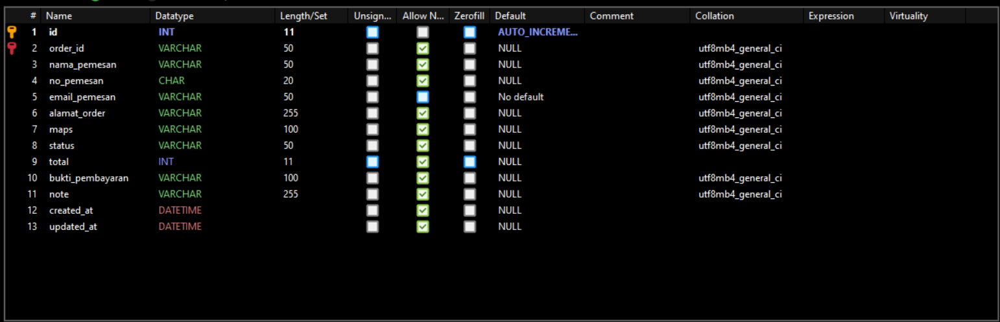 # Name Datatype Length/Set Unsign... Allow N... Zerofill Default Comment Collation Expression Virtuality
1 id INT 11 AUTO_INCREME...
2 order_id VARCHAR 50 NULL utf8mb4_general_ci
3 nama_pemesan VARCHAR 50 NULL utf8mb4_general_ci
4 no_pemesan CHAR 20 NULL utf8mb4_general_ci
5 email_pemesan VARCHAR 50 No default utf8mb4_general_ci
6 alamat_order VARCHAR 255 NULL utf8mb4_general_ci
7 maps VARCHAR 100 NULL utf8mb4_general_ci
8 status VARCHAR 50 NULL utf8mb4_general_ci
9 total INT 11 NULL
10 bukti_pembayaran VARCHAR 100 NULL utf8mb4_general_ci
11 note VARCHAR 255 NULL utf8mb4_general_ci
12 created_at DATETIME NULL
13 updated_at DATETIME NULL